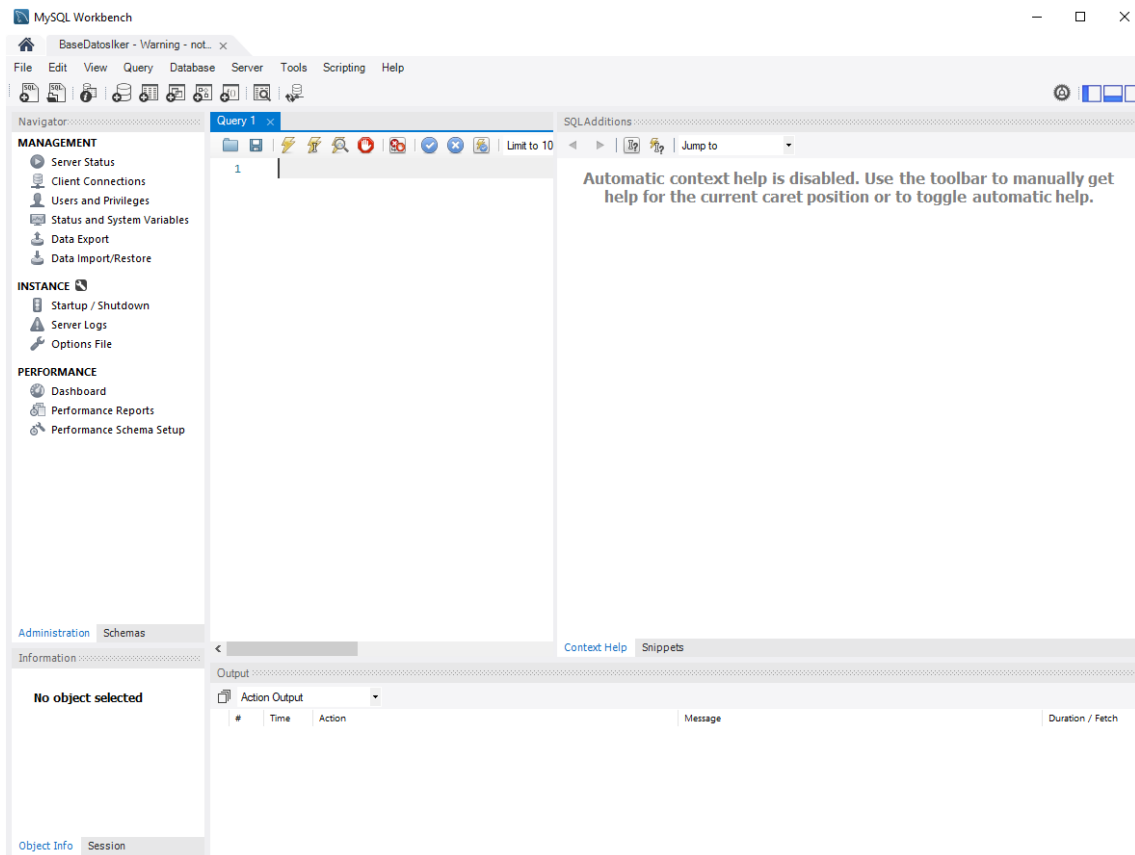 MySQL Workbench
BaseDatosIker - Warning - not...
File Edit View Query Database Server Tools Scripting Help
Navigator
MANAGEMENT
Server Status
Client Connections
Users and Privileges
Status and System Variables
Data Export
Data Import/Restore
INSTANCE
Startup / Shutdown
Server Logs
Options File
PERFORMANCE
Dashboard
Performance Reports
Performance Schema Setup
Administration Schemas
Information
No object selected
Object Info Session
Query 1
Limit to 10
1
SQLAdditions
Jump to
Automatic context help is disabled. Use the toolbar to manually get
help for the current caret position or to toggle automatic help.
Context Help Snippets
Output
Action Output
# Time Action Message Duration / Fetch